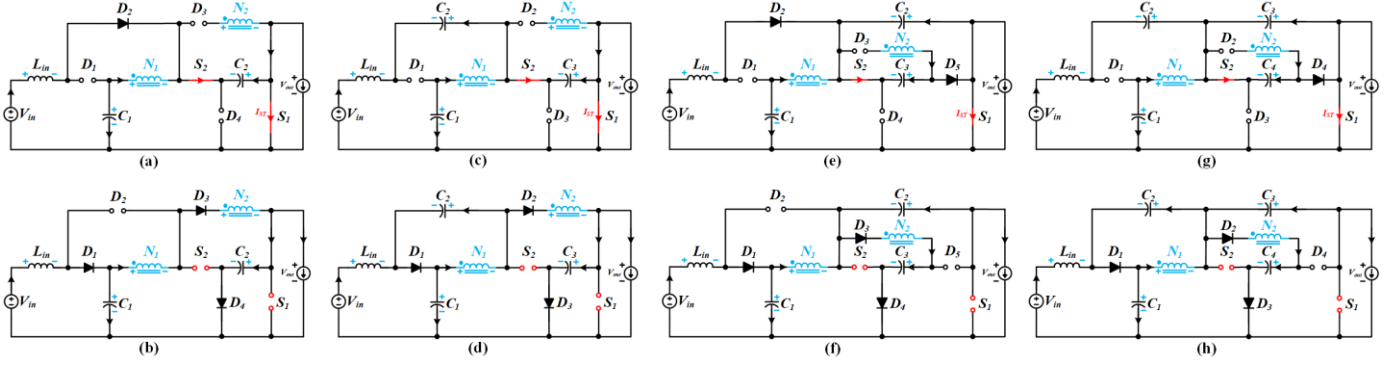 D2 D3 N2 C2 D2 N2 D2 C2 C2 C3
D3 N2 D2 N2
Lin D1 N1 S2 C2 Lin D1 N1 S2 C3 Lin D1 N1 S2 C3 D5 Lin D1 N1 S2 C4 D4
Vout Vout Vout Vout
Vin C1 D4 IST S1 Vin C1 D3 IST S1 Vin C1 D4 IST S1 Vin C1 D3 IST S1
(a) (c) (e) (g)
D2 D3 N2 C2 D2 N2 D2 C2 C2 C3
D3 N2 D2 N2
Lin D1 N1 S2 C2 Lin D1 N1 S2 C3 Lin D1 N1 S2 C3 D5 Lin D1 N1 S2 C4 D4
Vout Vout Vout Vout
Vin C1 D4 S1 Vin C1 D3 S1 Vin C1 D4 S1 Vin C1 D3 S1
(b) (d) (f) (h)